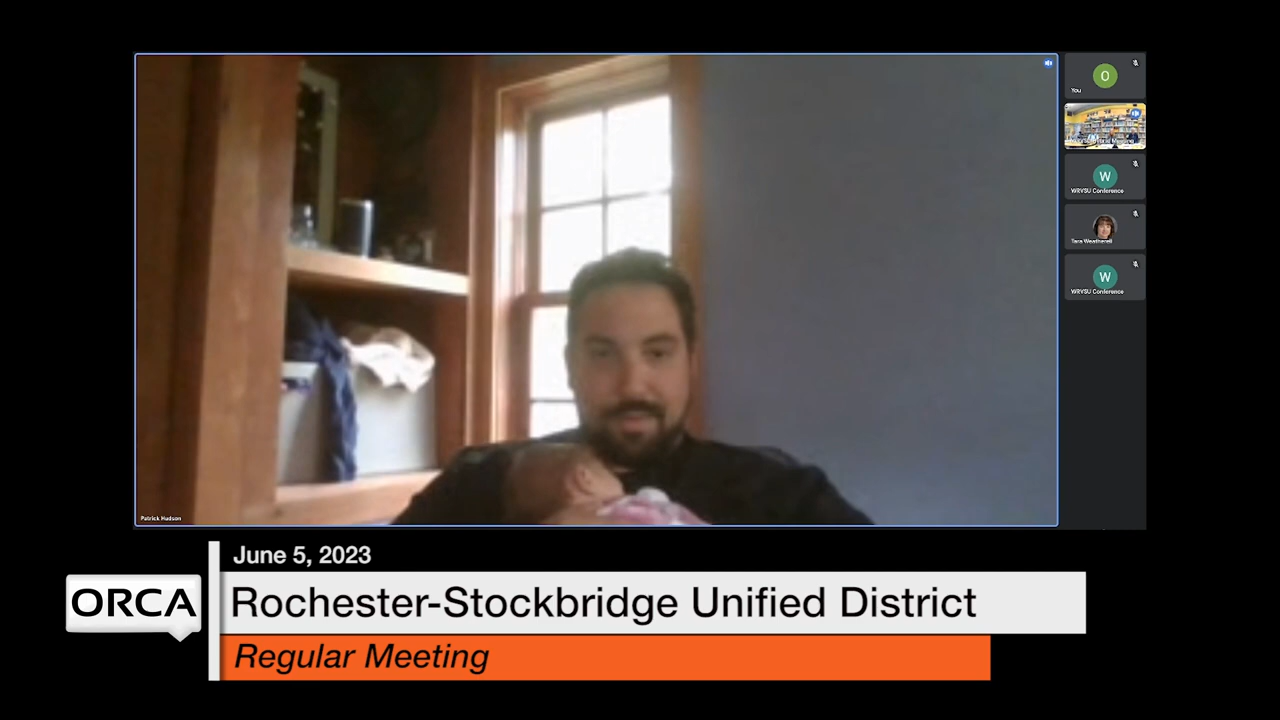 O
You
W
WRVSU Conference
Tara Weatherell
W
WRVSU Conference
Patrick Hudson
June 5, 2023
ORCA
Rochester-Stockbridge Unified District
Regular Meeting